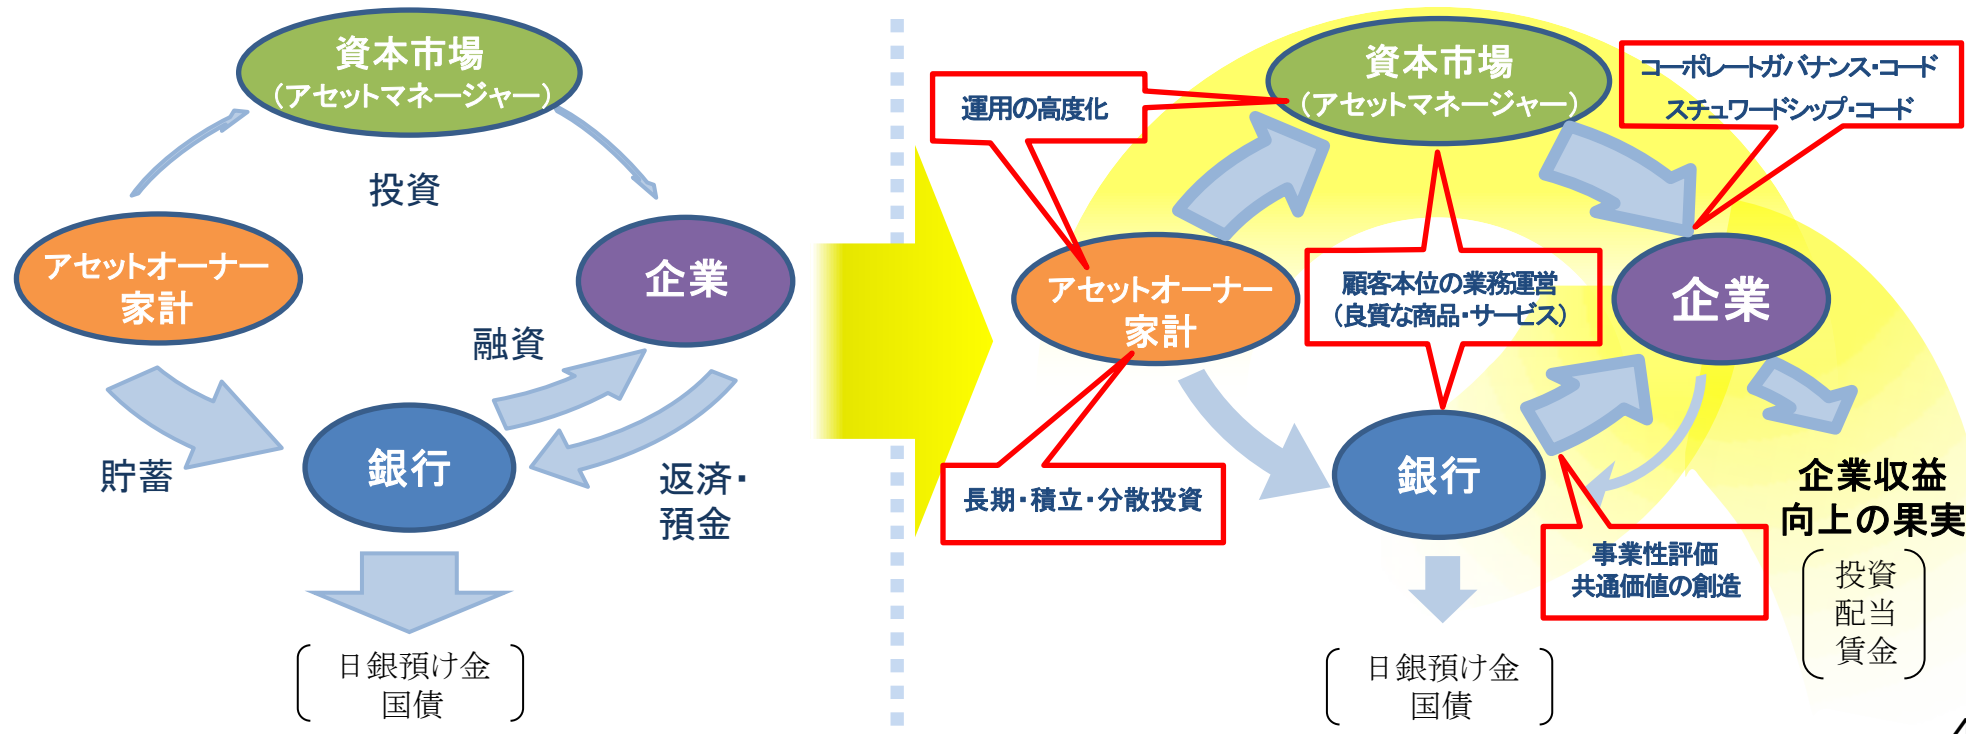 資本市場
（アセットマネージャー）
投資
アセットオーナー
家計
企業
融資
銀行
貯蓄
返済・
預金
日銀預け金
国債
資本市場
（アセットマネージャー）
運用の高度化
コーポレートガバナンス・コード
スチュワードシップ・コード
アセットオーナー
家計
顧客本位の業務運営
（良質な商品・サービス）
企業
銀行
長期・積立・分散投資
事業性評価
共通価値の創造
企業収益
向上の果実
投資
配当
賃金
日銀預け金
国債